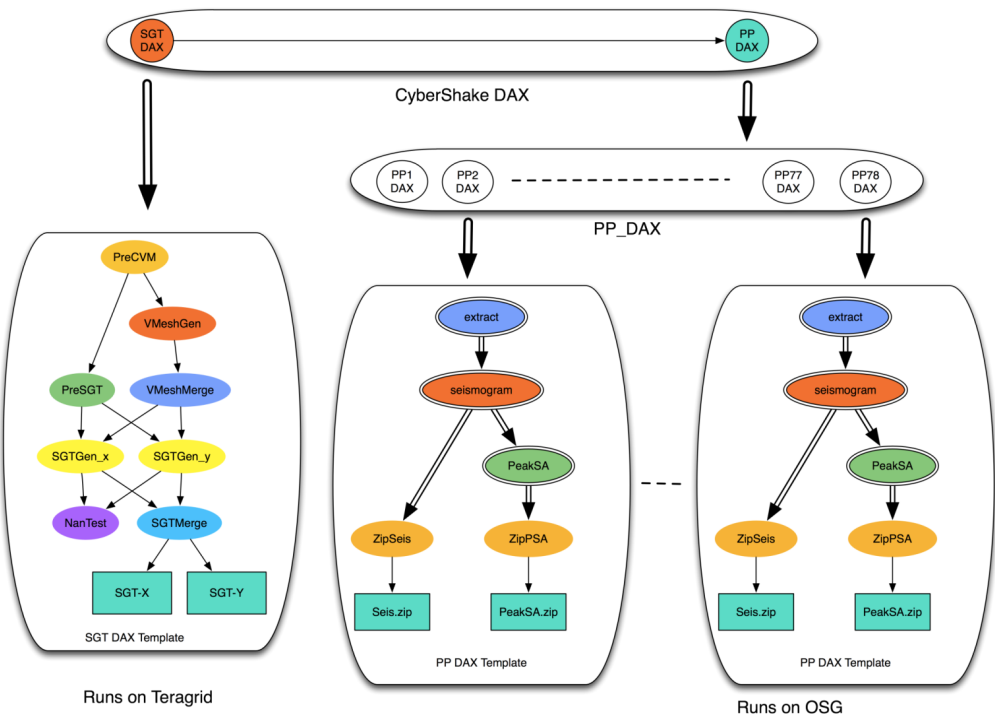 SGT
DAX
PP
DAX
CyberShake DAX
PP1
DAX
PP2
DAX
PP77
DAX
PP78
DAX
PP_DAX
PreCVM
VMeshGen
PreSGT
VMeshMerge
SGTGen_x
SGTGen_y
NanTest
SGTMerge
SGT-X
SGT-Y
SGT DAX Template
Runs on Teragrid
extract
seismogram
PeakSA
ZipSeis
ZipPSA
Seis.zip
PeakSA.zip
PP DAX Template
extract
seismogram
PeakSA
ZipSeis
ZipPSA
Seis.zip
PeakSA.zip
PP DAX Template
Runs on OSG